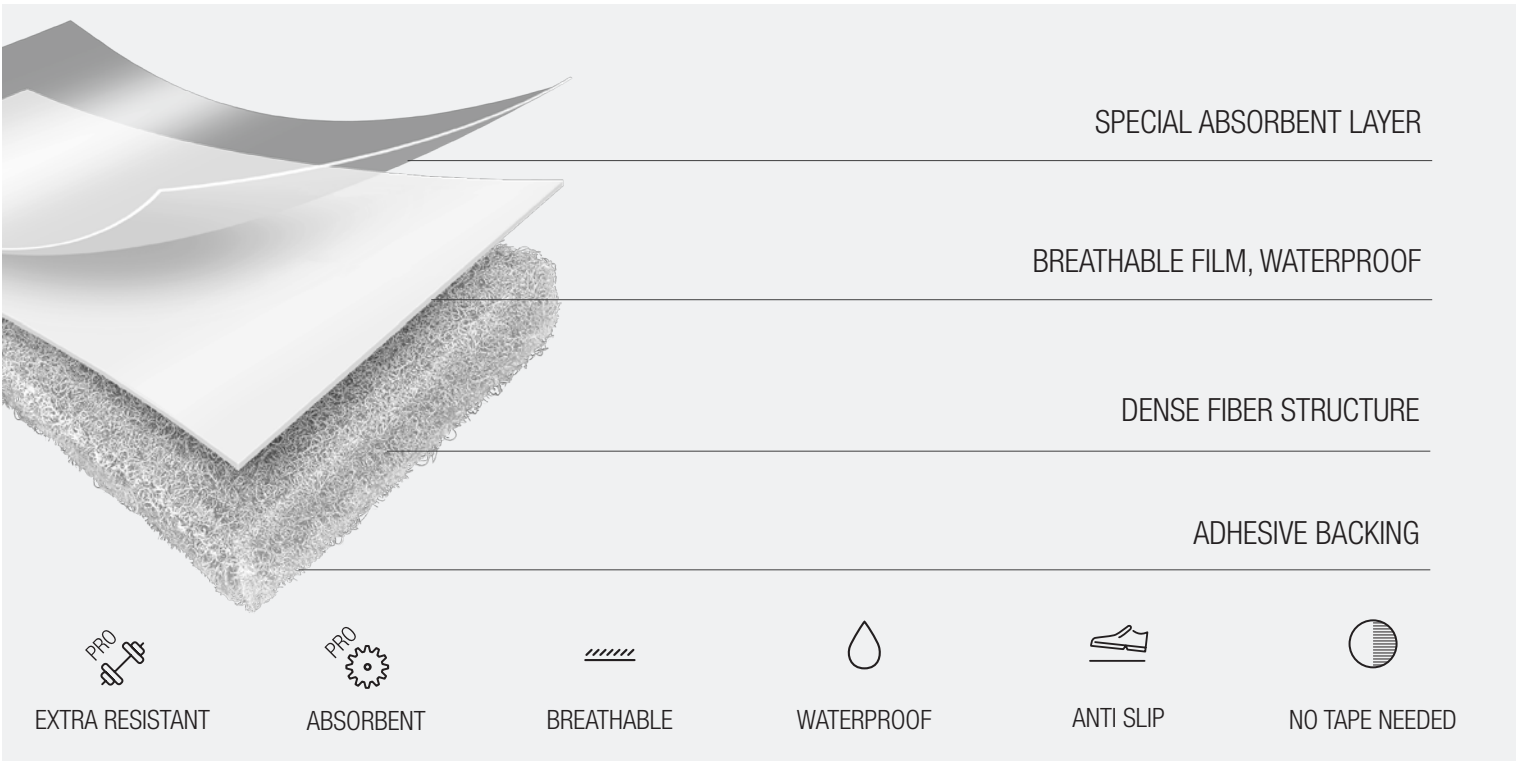 SPECIAL ABSORBENT LAYER
BREATHABLE FILM, WATERPROOF
DENSE FIBER STRUCTURE
ADHESIVE BACKING
PRO
PRO
EXTRA RESISTANT
ABSORBENT
BREATHABLE
WATERPROOF
ANTI SLIP
NO TAPE NEEDED